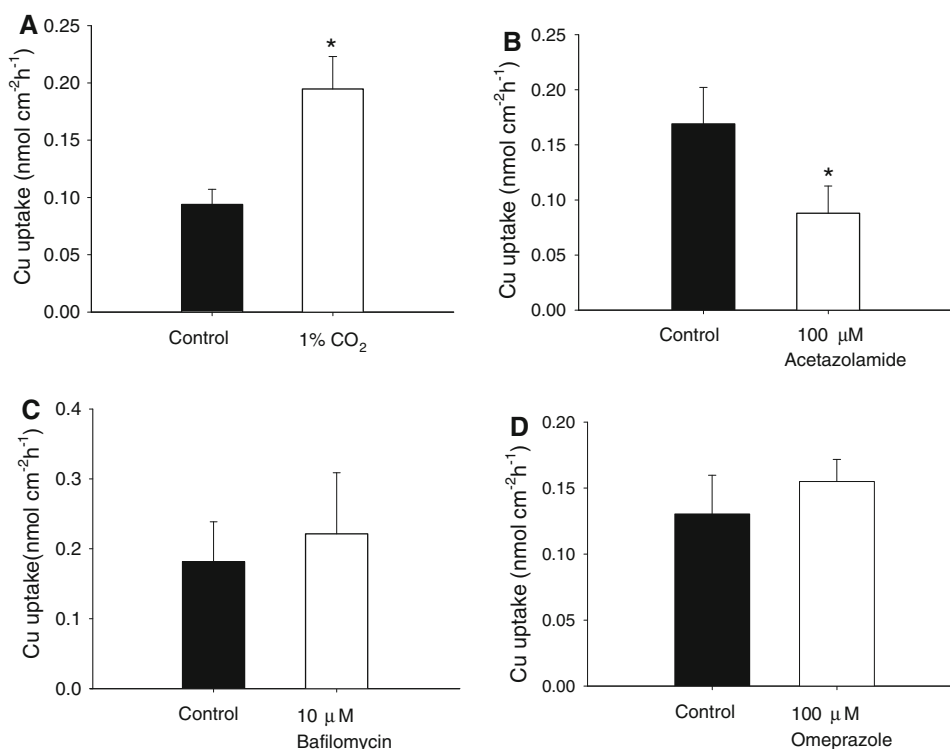 A
Cu uptake (nmol cm⁻²h⁻¹)
0.25
0.20
0.15
0.10
0.05
0.00
*
Control
1% CO₂
B
Cu uptake (nmol cm⁻²h⁻¹)
0.25
0.20
0.15
0.10
0.05
0.00
*
Control
100 μM
Acetazolamide
C
Cu uptake(nmol cm⁻²h⁻¹)
0.4
0.3
0.2
0.1
0.0
Control
10 μM
Bafilomycin
D
Cu uptake (nmol cm⁻²h⁻¹)
0.20
0.15
0.10
0.05
0.00
Control
100 μM
Omeprazole